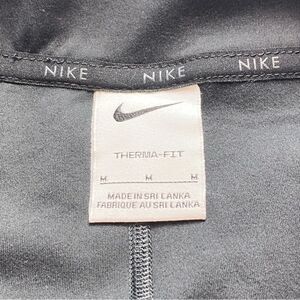 NIKE NIKE NIKE
THERMA-FIT
M M M
MADE IN SRI LANKA
FABRIQUE AU SRI LANKA